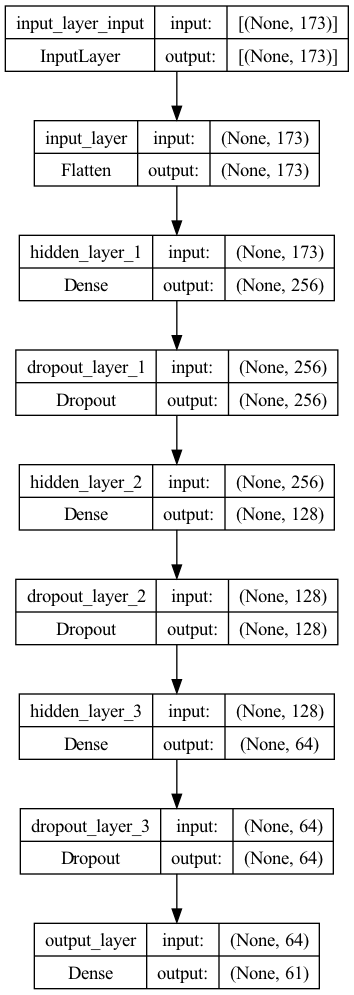 input_layer_input input: [(None, 173)]
InputLayer output: [(None, 173)]
input_layer input: (None, 173)
Flatten output: (None, 173)
hidden_layer_1 input: (None, 173)
Dense output: (None, 256)
dropout_layer_1 input: (None, 256)
Dropout output: (None, 256)
hidden_layer_2 input: (None, 256)
Dense output: (None, 128)
dropout_layer_2 input: (None, 128)
Dropout output: (None, 128)
hidden_layer_3 input: (None, 128)
Dense output: (None, 64)
dropout_layer_3 input: (None, 64)
Dropout output: (None, 64)
output_layer input: (None, 64)
Dense output: (None, 61)